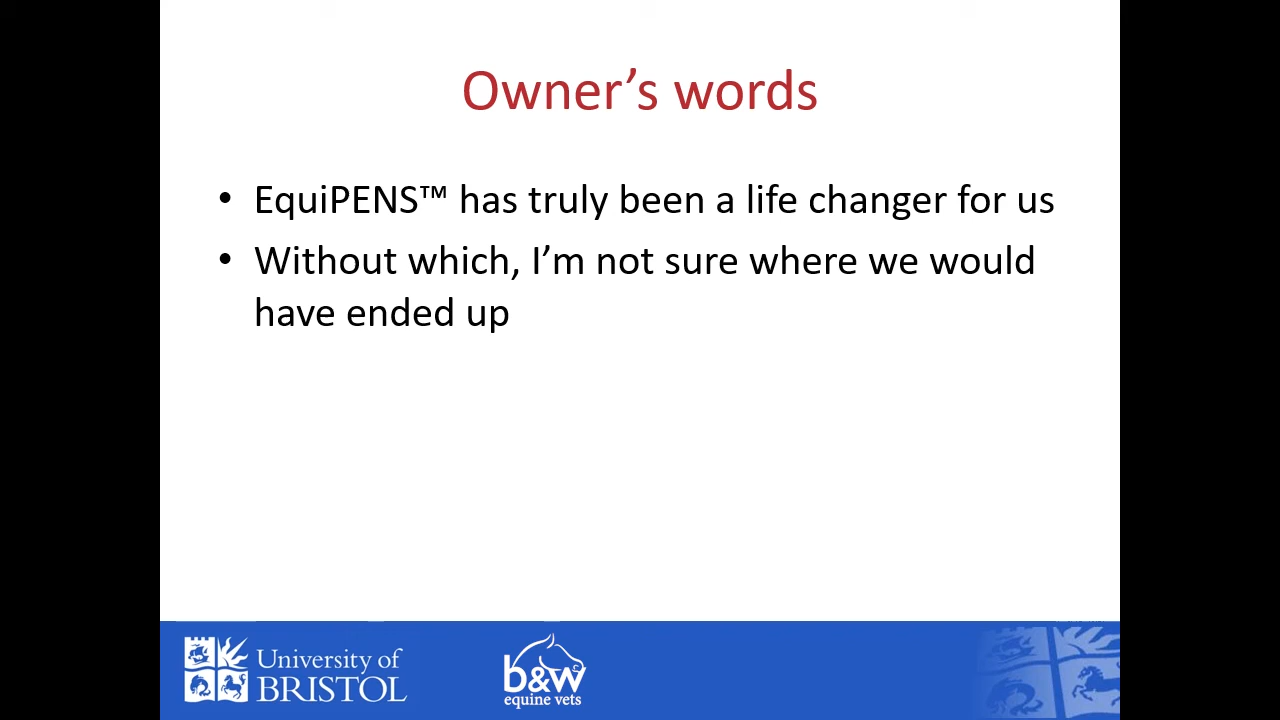 Owner’s words
• EquiPENS™ has truly been a life changer for us
• Without which, I’m not sure where we would
have ended up
University of
BRISTOL
b&w
equine vets